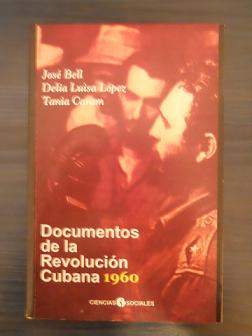 José Bell
Delia Luisa López
Tania Caram
Documentos
de la
Revolución
Cubana 1960
CIENCIAS SOCIALES